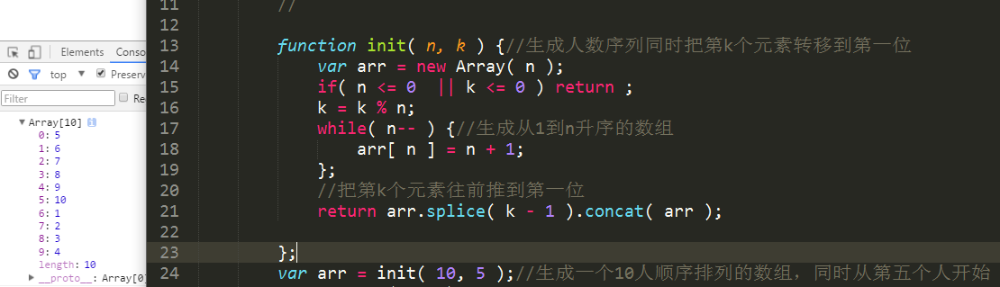 Elements Conso
top ▼ Preserv
Filter Re
▼ Array[10] i
0: 5
1: 6
2: 7
3: 8
4: 9
5: 10
6: 1
7: 2
8: 3
9: 4
length: 10
▶ __proto__: Array[0]
11 //
12
13 function init( n, k ) {//生成人数序列同时把第k个元素转移到第一位
14 var arr = new Array( n );
15 if( n <= 0 || k <= 0 ) return ;
16 k = k % n;
17 while( n-- ) {//生成从1到n升序的数组
18 arr[ n ] = n + 1;
19 };
20 //把第k个元素往前推到第一位
21 return arr.splice( k - 1 ).concat( arr );
22
23 };
24 var arr = init( 10, 5 );//生成一个10人顺序排列的数组，同时从第五个人开始